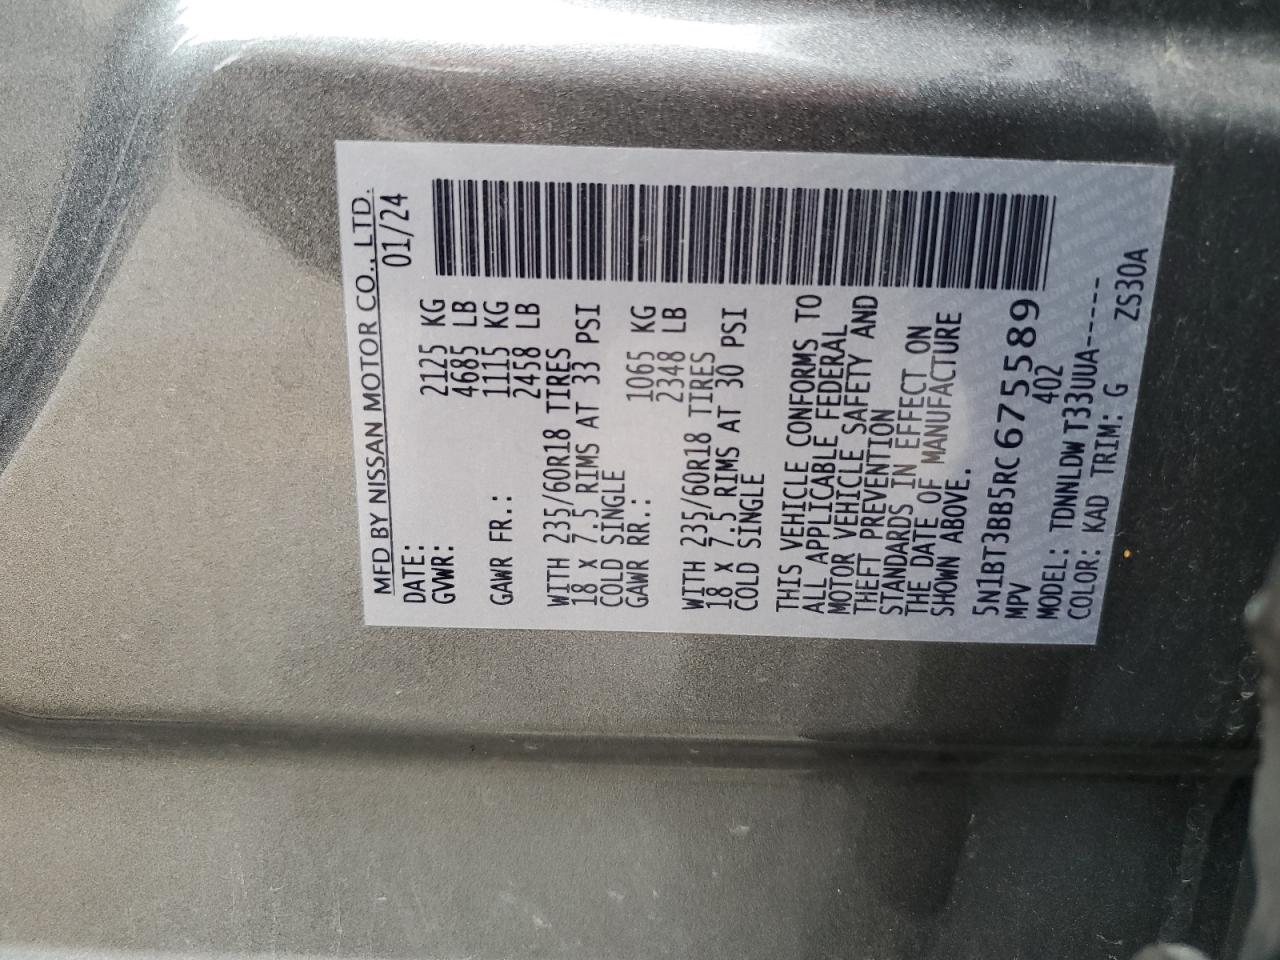 MFD BY NISSAN MOTOR CO., LTD.
DATE: 01/24
GVWR: 2125 KG
4685 LB
GAWR FR.: 1115 KG
2458 LB
WITH 235/60R18 TIRES
18 X 7.5 RIMS AT 33 PSI
COLD SINGLE
GAWR RR.: 1065 KG
2348 LB
WITH 235/60R18 TIRES
18 X 7.5 RIMS AT 30 PSI
COLD SINGLE
THIS VEHICLE CONFORMS TO
ALL APPLICABLE FEDERAL
MOTOR VEHICLE SAFETY AND
THEFT PREVENTION
STANDARDS IN EFFECT ON
THE DATE OF MANUFACTURE
SHOWN ABOVE.
5N1BT3BB5RC675589
MPV 402
MODEL: TDNNLDW T33UUA-----
COLOR: KAD TRIM: G ZS30A